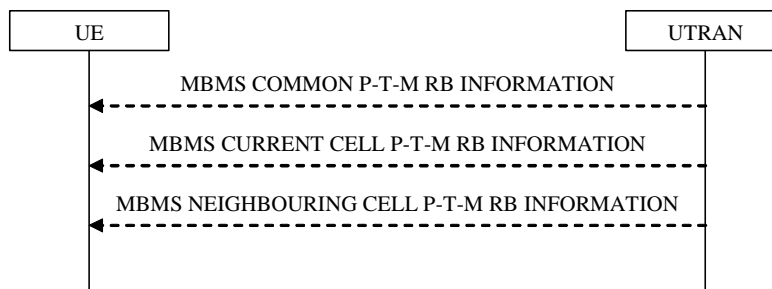 UE
UTRAN
MBMS COMMON P-T-M RB INFORMATION
MBMS CURRENT CELL P-T-M RB INFORMATION
MBMS NEIGHBOURING CELL P-T-M RB INFORMATION